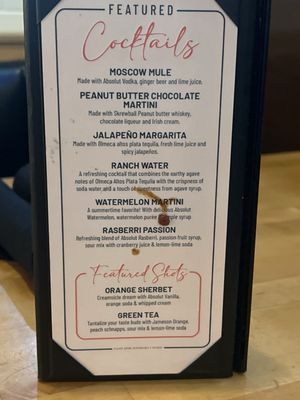 FEATURED
Cocktails
MOSCOW MULE
Made with Absolut Vodka, ginger beer and lime juice.
PEANUT BUTTER CHOCOLATE
MARTINI
Made with Skrewball Peanut butter whiskey,
chocolate liqueur and Irish cream.
JALAPEÑO MARGARITA
Made with Olmeca altos plata tequila, fresh lime juice and
spicy jalapeños.
RANCH WATER
A refreshing cocktail that combines the earthy agave
notes of Olmeca Altos Plata Tequila with the crispness of
soda water and a touch of sweetness from agave syrup.
WATERMELON MARTINI
A summertime favorite! With delicious Absolut
Watermelon, watermelon puree simple syrup
RASBERRI PASSION
Refreshing blend of Absolut Rasberri, passion fruit syrup,
sour mix with cranberry juice & lemon-lime soda
Featured Shots
ORANGE SHERBET
Creamsicle dream with Absolut Vanilla,
orange soda & whipped cream
GREEN TEA
Tantalize your taste buds with Jameson Orange,
peach schnapps, sour mix & lemon-lime soda